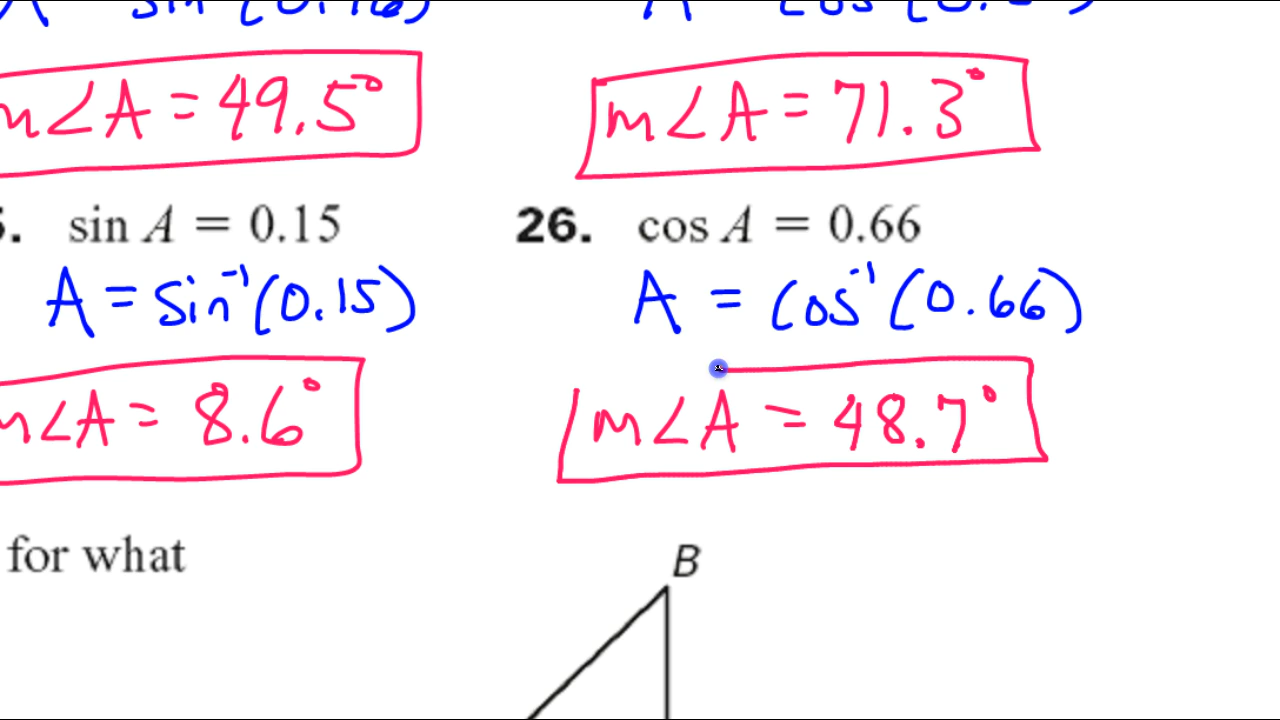 m∠A = 49.5° m∠A = 71.3°
sin A = 0.15 26. cos A = 0.66
A = sin⁻¹(0.15) A = cos⁻¹(0.66)
m∠A = 8.6° m∠A = 48.7°
for what
B